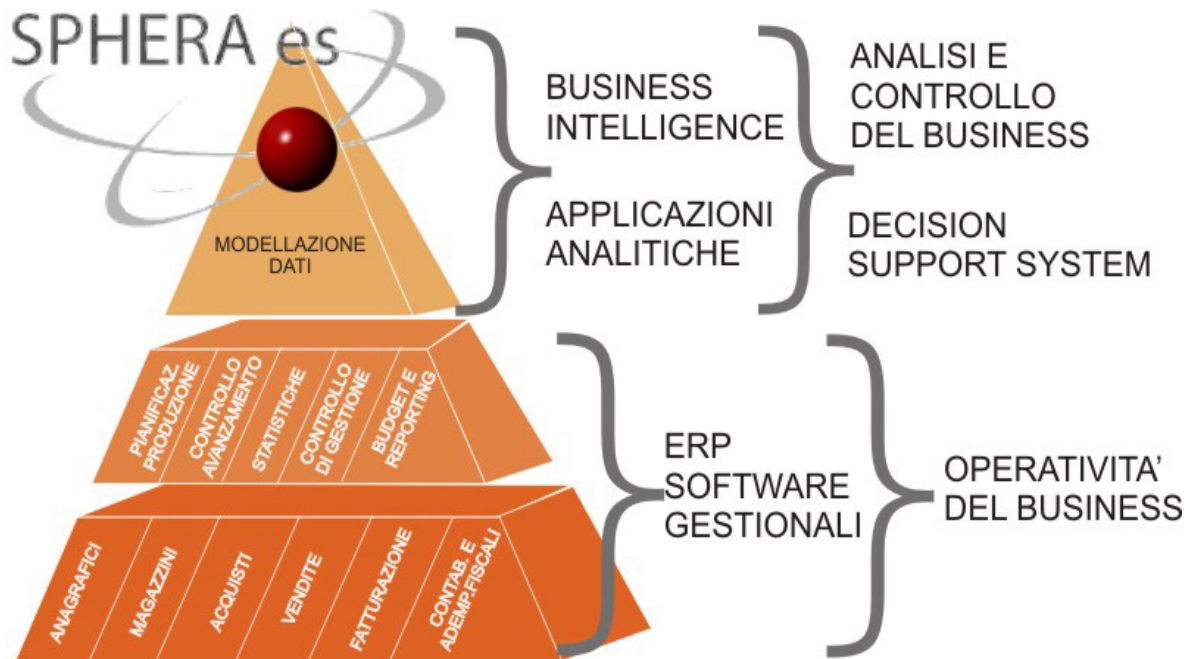 SPHERA es
BUSINESS
INTELLIGENCE
APPLICAZIONI
ANALITICHE
ANALISI E
CONTROLLO
DEL BUSINESS
DECISION
SUPPORT SYSTEM
MODELLAZIONE
DATI
PIANIFICAZ.
PRODUZIONE
CONTROLLO
AVANZAMENTO
STATISTICHE
CONTROLLO
DI GESTIONE
BUDGET E
REPORTING
ERP
SOFTWARE
GESTIONALI
OPERATIVITA’
DEL BUSINESS
ANAGRAFICI
MAGAZZINI
ACQUISTI
VENDITE
FATTURAZIONE
CONTAB. E
ADEMP.FISCALI